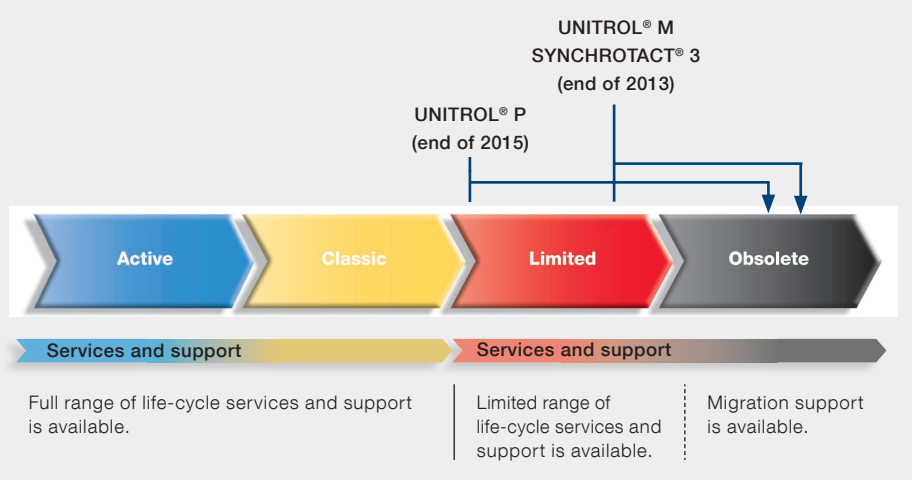 UNITROL® M
SYNCHROTACT® 3
(end of 2013)
UNITROL® P
(end of 2015)
Active
Classic
Limited
Obsolete
Services and support
Services and support
Full range of life-cycle services and support
is available.
Limited range of
life-cycle services and
support is available.
Migration support
is available.